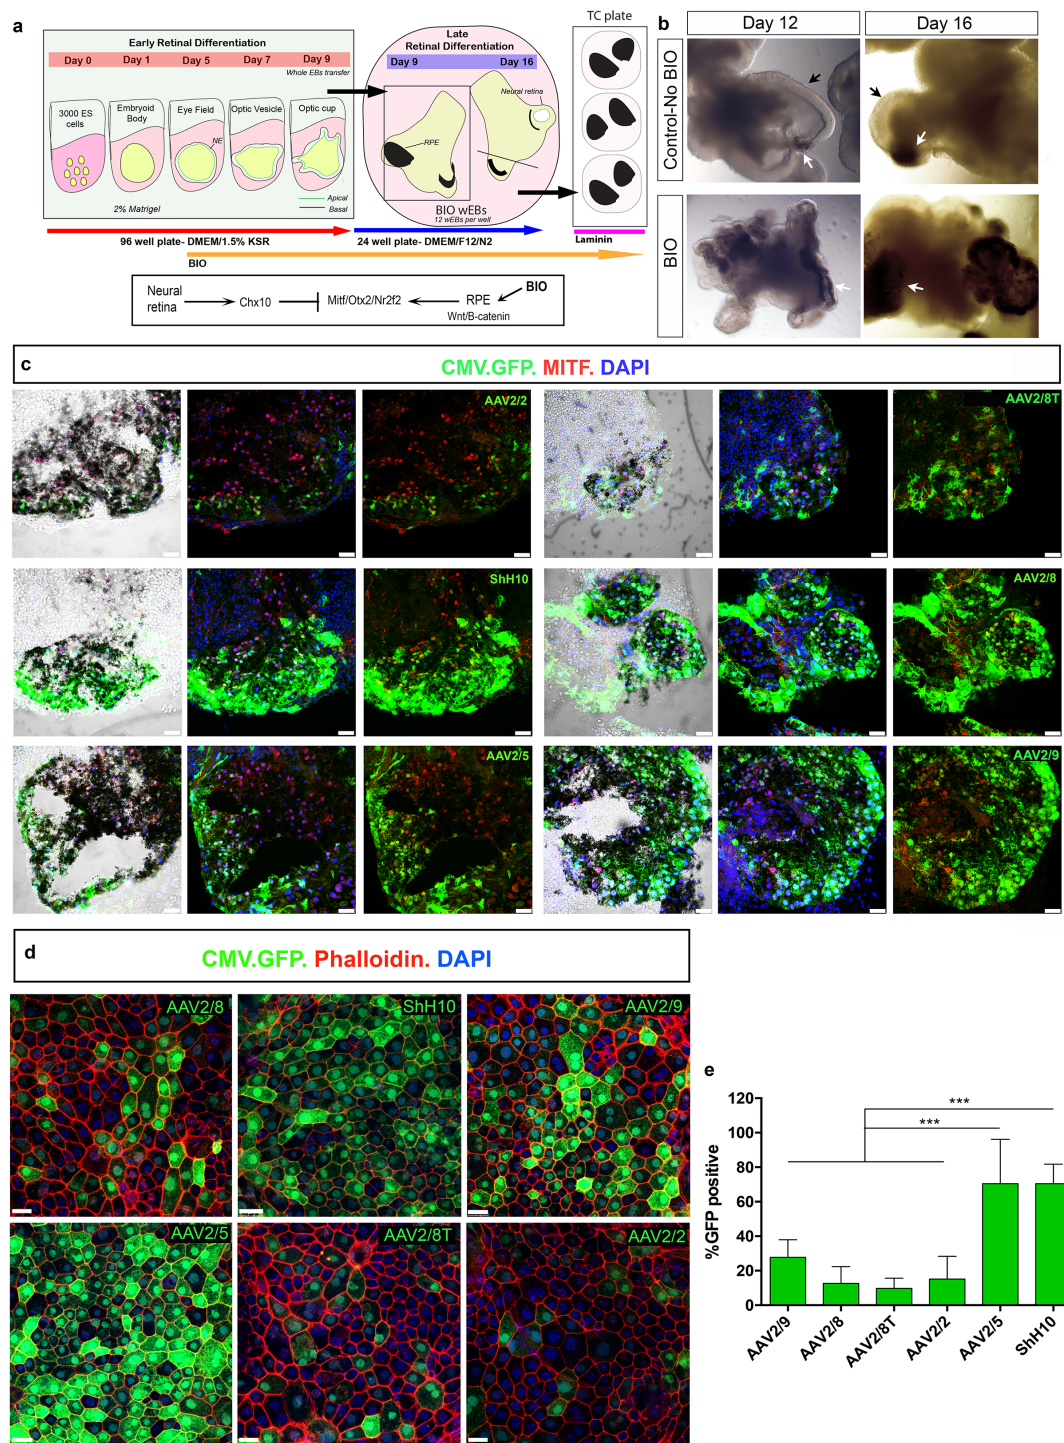 a
Early Retinal Differentiation
Day 0 Day 1 Day 5 Day 7 Day 9
Whole EBs transfer
3000 ES cells
Embryoid Body
Eye Field
Optic Vesicle
Optic cup
NE
Apical
Basal
2% Matrigel
Late
Retinal Differentiation
Day 9 Day 16
Neural retina
RPE
BIO wEBs
12 wEBs per well
TC plate
96 well plate- DMEM/1.5% KSR
24 well plate- DMEM/F12/N2
Laminin
BIO
Neural retina
Chx10
Mitf/Otx2/Nr2f2
RPE
BIO
Wnt/B-catenin
b
Day 12
Day 16
Control-No BIO
BIO
c
CMV.GFP. MITF. DAPI
AAV2/2
AAV2/8T
ShH10
AAV2/8
AAV2/5
AAV2/9
d
CMV.GFP. Phalloidin. DAPI
AAV2/8
ShH10
AAV2/9
AAV2/5
AAV2/8T
AAV2/2
e
%GFP positive
120
100
80
60
40
20
0
***
***
AAV2/9
AAV2/8
AAV2/8T
AAV2/2
AAV2/5
ShH10